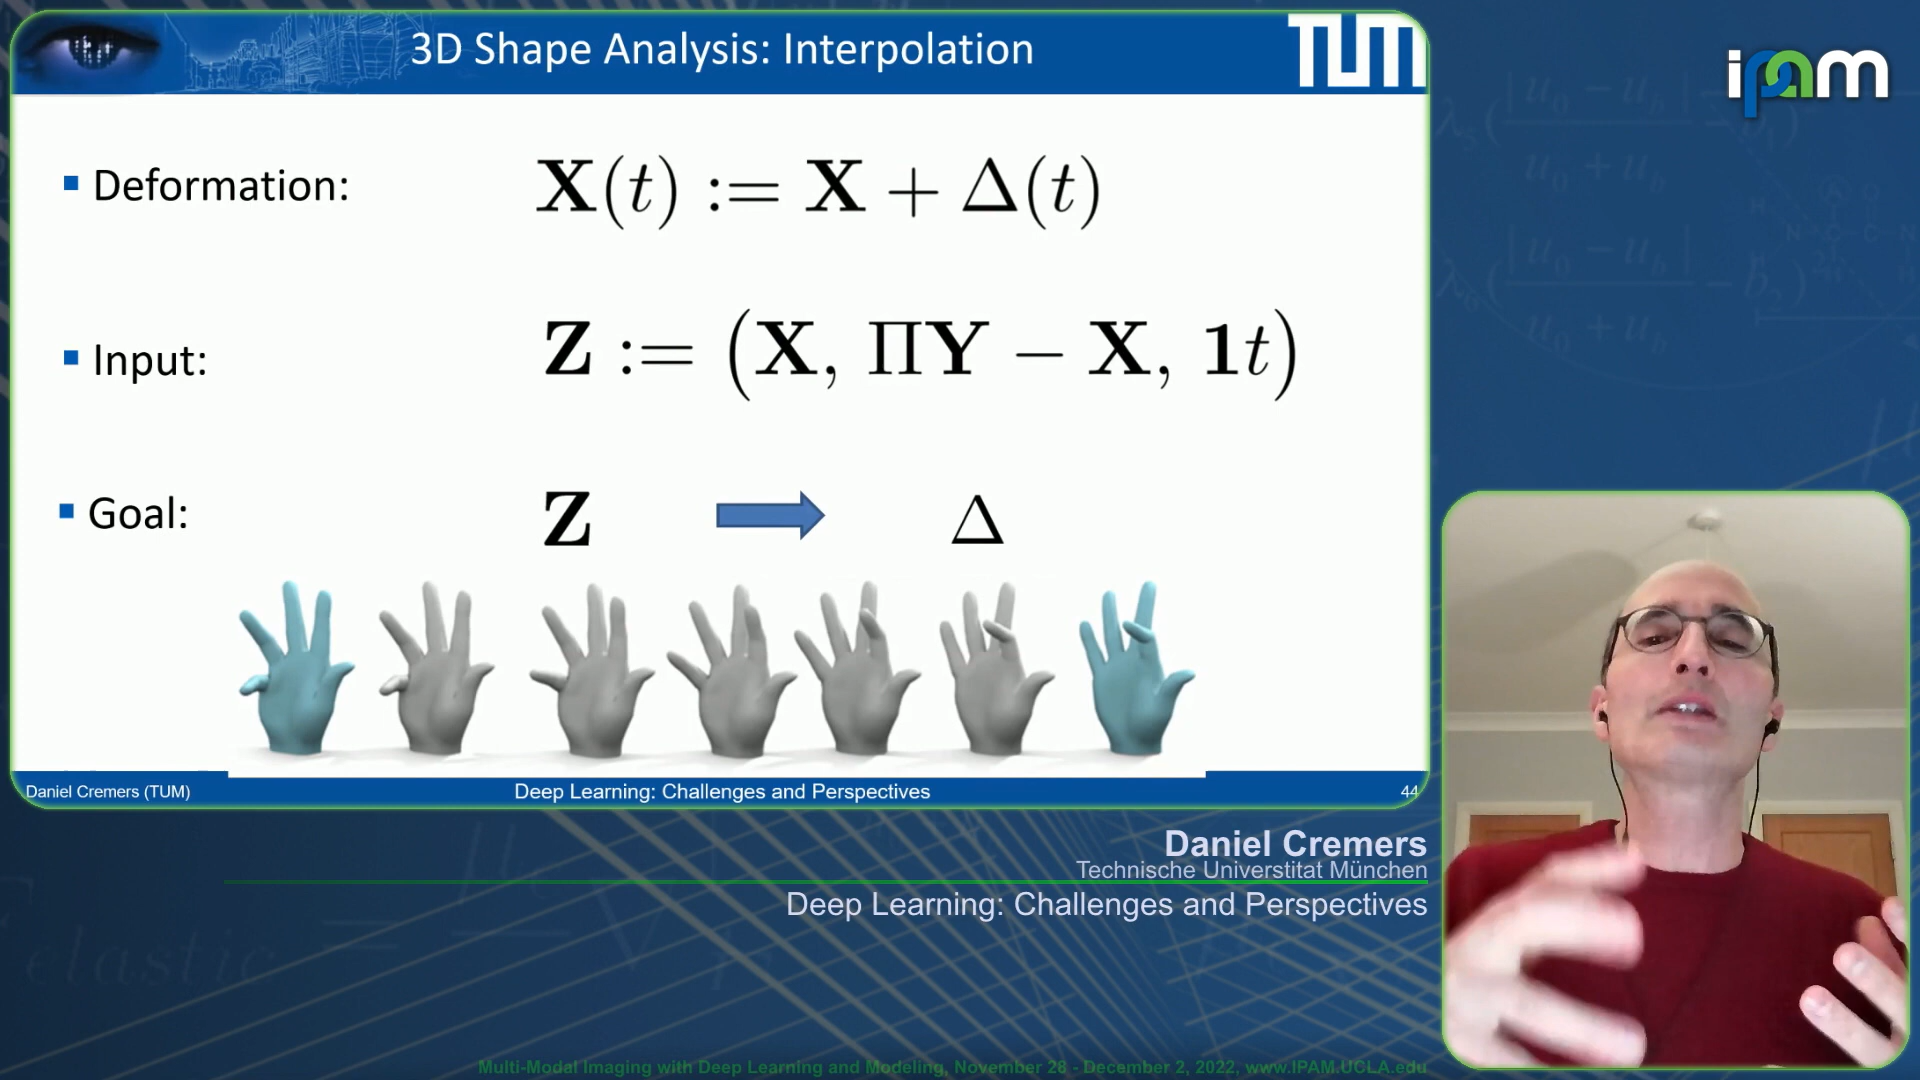 3D Shape Analysis: Interpolation
TUM
ipam
▪ Deformation: X(t) := X + Δ(t)
▪ Input: Z := (X, ΠY − X, 1t)
▪ Goal: Z → Δ
Daniel Cremers (TUM) Deep Learning: Challenges and Perspectives 44
Daniel Cremers
Technische Universtitat München
Deep Learning: Challenges and Perspectives
elastic
Multi-Modal Imaging with Deep Learning and Modeling, November 28 - December 2, 2022, www.IPAM.UCLA.edu